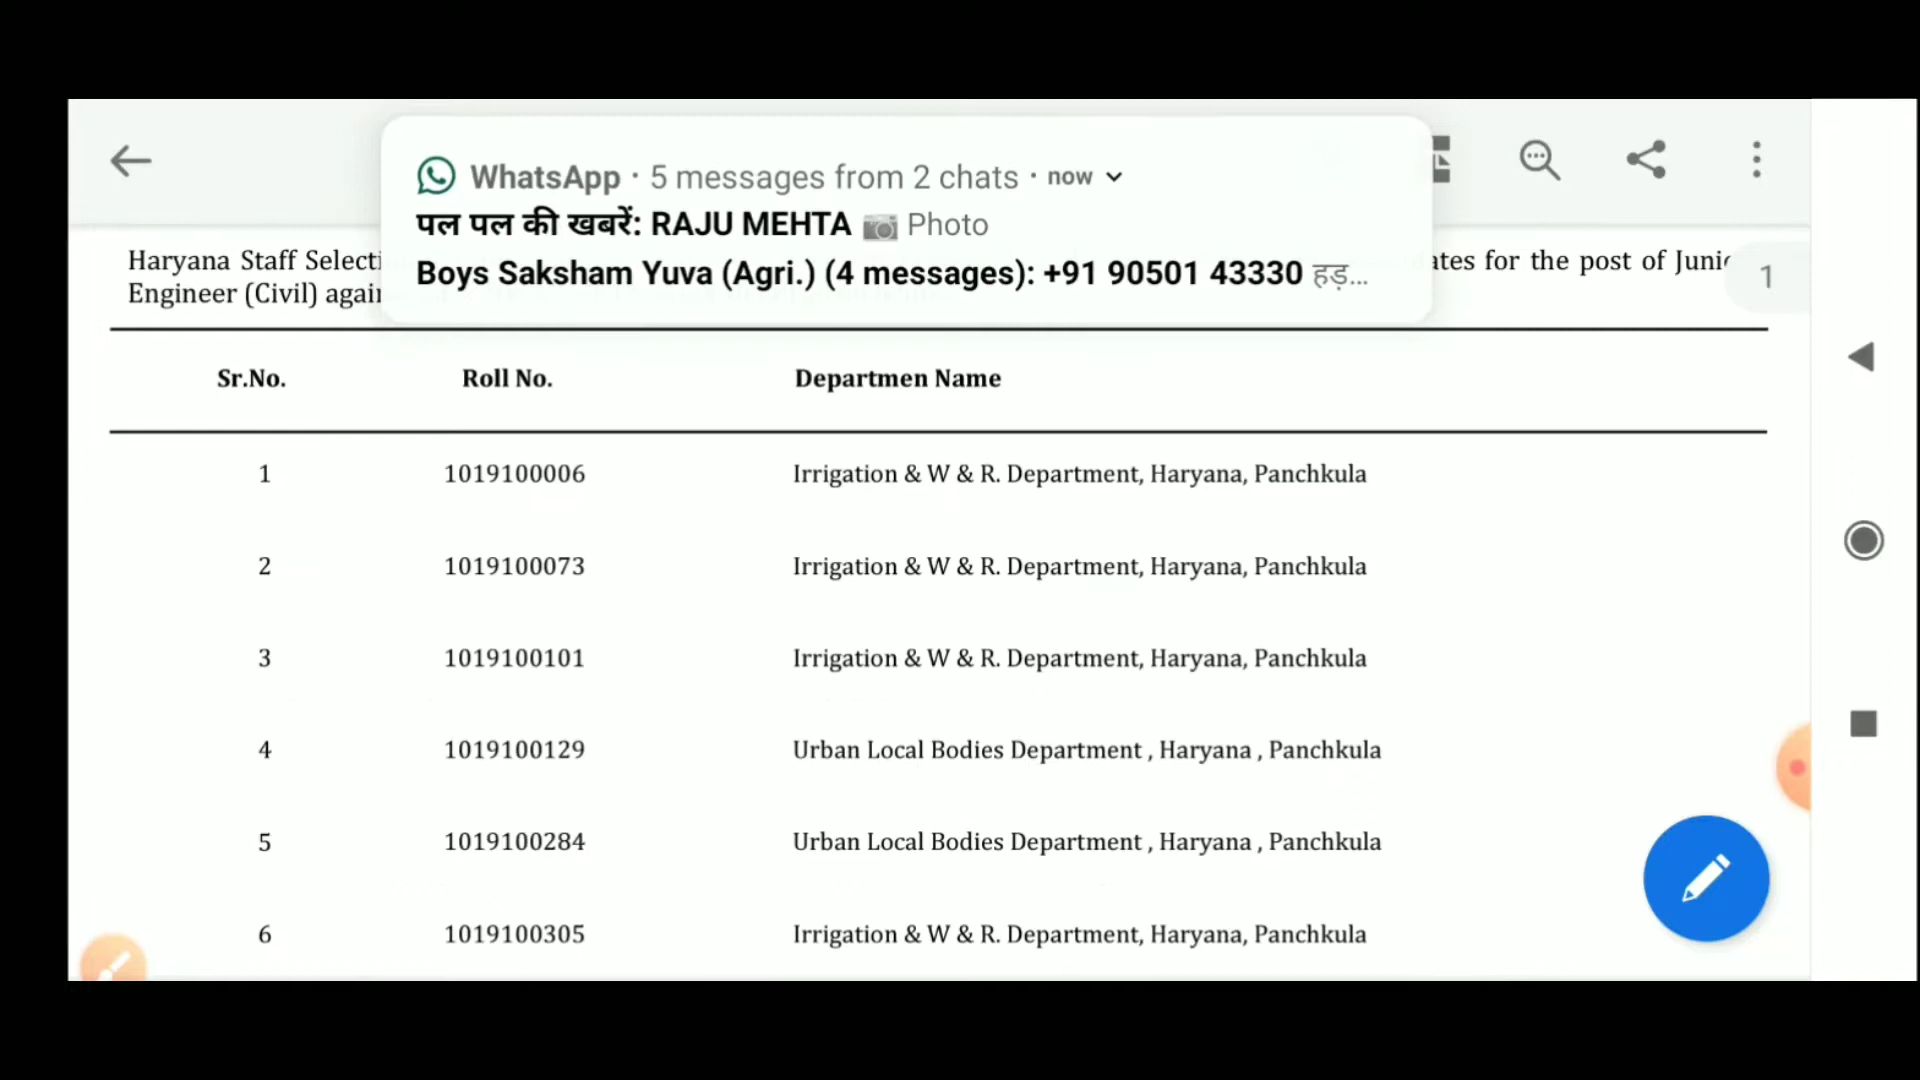 WhatsApp · 5 messages from 2 chats · now
पल पल की खबरें: RAJU MEHTA 📷 Photo
Boys Saksham Yuva (Agri.) (4 messages): +91 90501 43330 हड़...
Haryana Staff for the post of
Engineer (Civil)
1
Sr.No. Roll No. Departmen Name
1 1019100006 Irrigation & W & R. Department, Haryana, Panchkula
2 1019100073 Irrigation & W & R. Department, Haryana, Panchkula
3 1019100101 Irrigation & W & R. Department, Haryana, Panchkula
4 1019100129 Urban Local Bodies Department , Haryana , Panchkula
5 1019100284 Urban Local Bodies Department , Haryana , Panchkula
6 1019100305 Irrigation & W & R. Department, Haryana, Panchkula